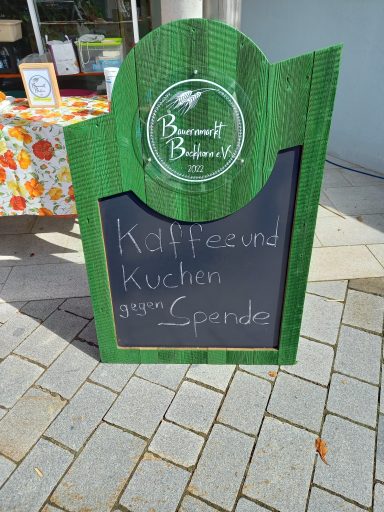 Bauernmarkt
Bockhorn e.V.
2022
Kaffee und
Kuchen
gegen Spende